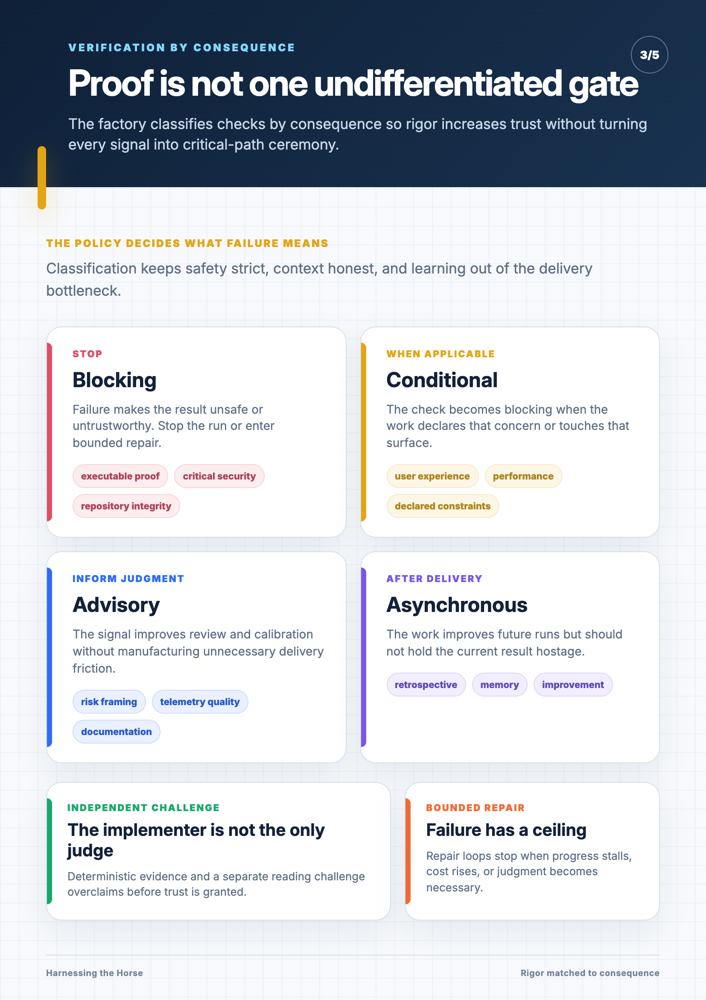 VERIFICATION BY CONSEQUENCE
3/5
Proof is not one undifferentiated gate
The factory classifies checks by consequence so rigor increases trust without turning
every signal into critical-path ceremony.
THE POLICY DECIDES WHAT FAILURE MEANS
Classification keeps safety strict, context honest, and learning out of the delivery
bottleneck.
STOP
Blocking
Failure makes the result unsafe or
untrustworthy. Stop the run or enter
bounded repair.
executable proof
critical security
repository integrity
WHEN APPLICABLE
Conditional
The check becomes blocking when the
work declares that concern or touches that
surface.
user experience
performance
declared constraints
INFORM JUDGMENT
Advisory
The signal improves review and calibration
without manufacturing unnecessary delivery
friction.
risk framing
telemetry quality
documentation
AFTER DELIVERY
Asynchronous
The work improves future runs but should
not hold the current result hostage.
retrospective
memory
improvement
INDEPENDENT CHALLENGE
The implementer is not the only
judge
Deterministic evidence and a separate reading challenge
overclaims before trust is granted.
BOUNDED REPAIR
Failure has a ceiling
Repair loops stop when progress stalls,
cost rises, or judgment becomes
necessary.
Harnessing the Horse
Rigor matched to consequence